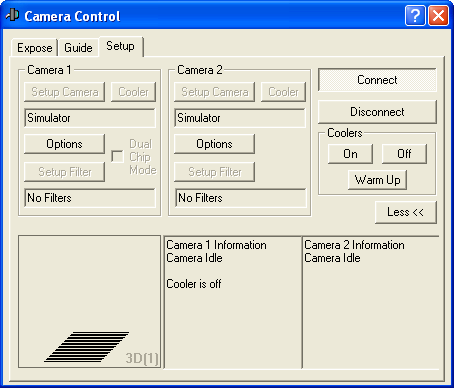 Camera Control
Expose Guide Setup
Camera 1
Setup Camera Cooler
Simulator
Options
Dual
Chip
Mode
Setup Filter
No Filters
Camera 2
Setup Camera Cooler
Simulator
Options
Setup Filter
No Filters
Connect
Disconnect
Coolers
On Off
Warm Up
Less <<
3D(1)
Camera 1 Information
Camera Idle
Cooler is off
Camera 2 Information
Camera Idle